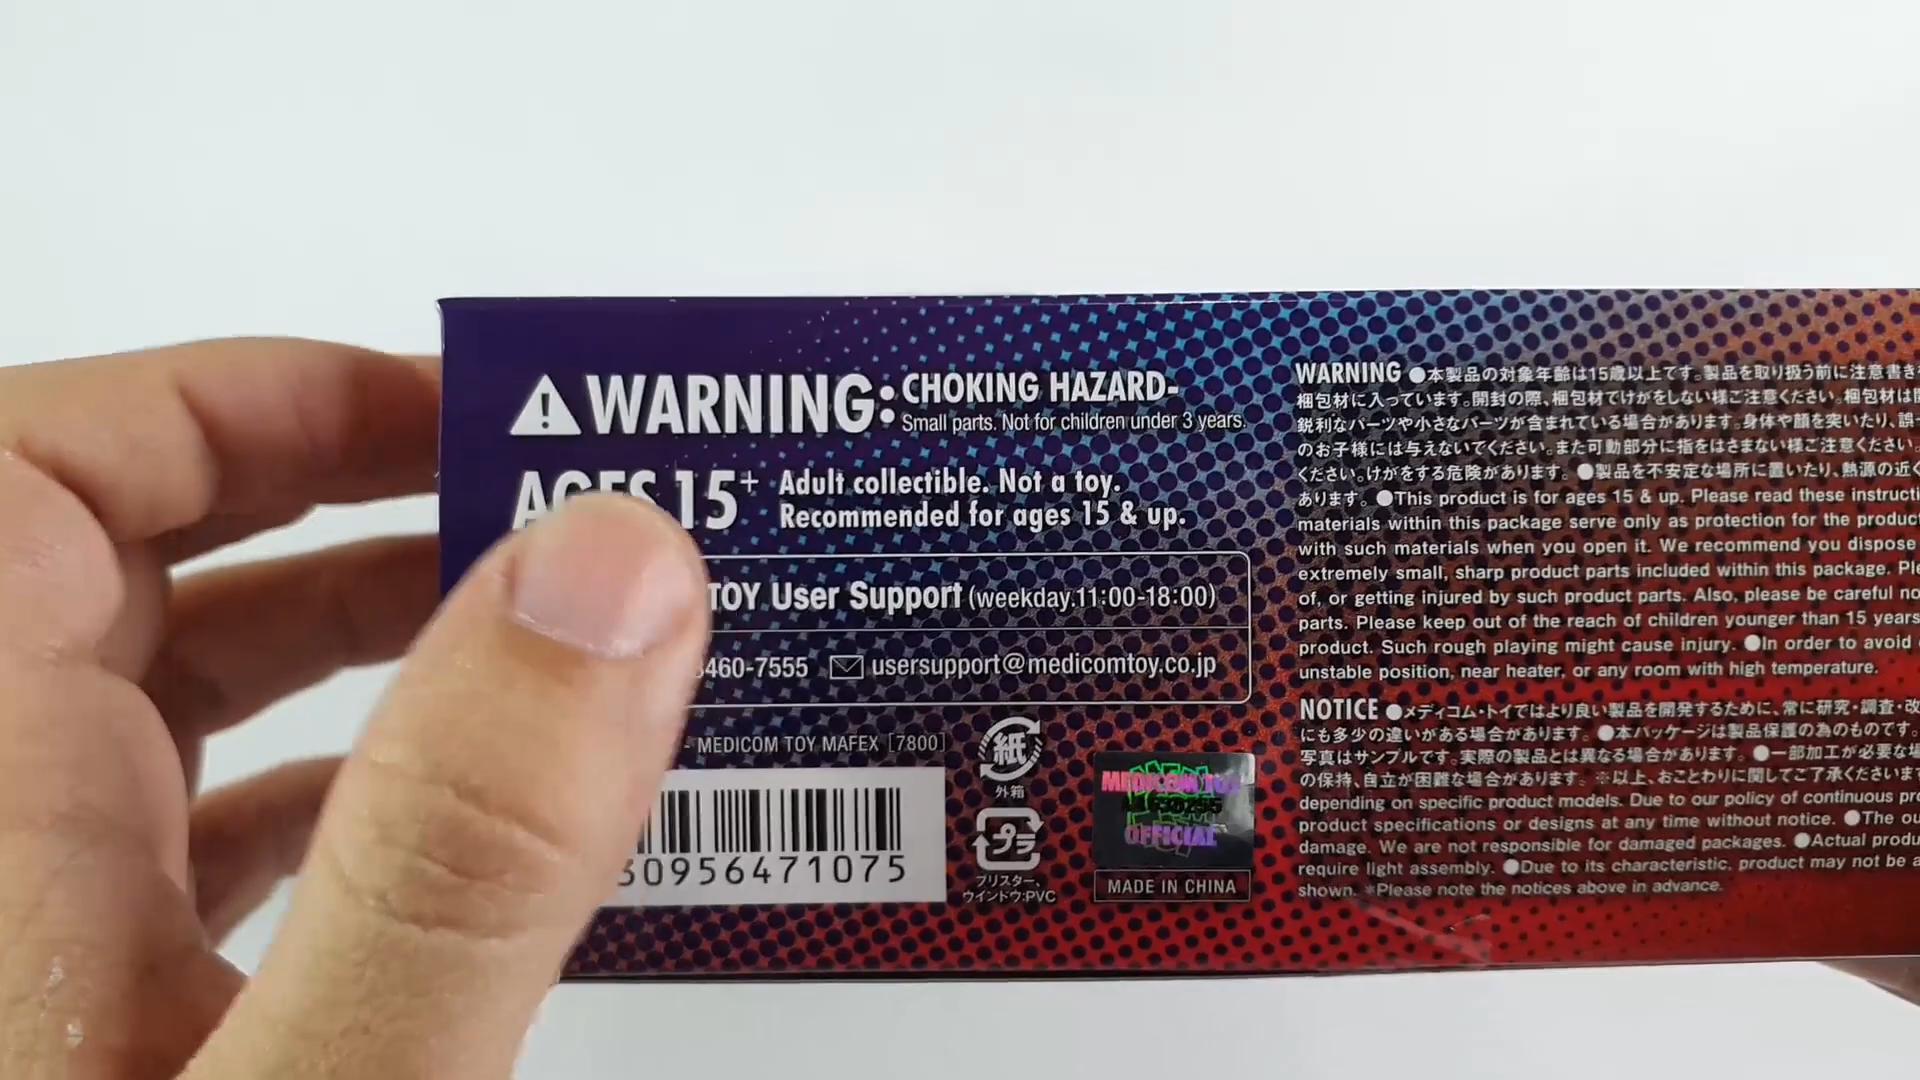 WARNING: CHOKING HAZARD-
Small parts. Not for children under 3 years.
AGES 15+ Adult collectible. Not a toy.
Recommended for ages 15 & up.
TOY User Support (weekday.11:00-18:00)
460-7555 usersupport@medicomtoy.co.jp
- MEDICOM TOY MAFEX [7800]
30956471075
紙
外箱
プラ
ブリスター、
ウインドウ:PVC
MEDICOM TOY
OFFICIAL
MADE IN CHINA
WARNING ●本製品の対象年齢は15歳以上です。製品を取り扱う前に注意書きを
梱包材に入っています。開封の際、梱包材でけがをしない様ご注意ください。梱包材は開
鋭利なパーツや小さなパーツが含まれている場合があります。身体や顔を突いたり、誤っ
のお子様には与えないでください。また可動部分に指をはさまない様ご注意ください。
ください。けがをする危険があります。 ●製品を不安定な場所に置いたり、熱源の近く
あります。 ●This product is for ages 15 & up. Please read these instructi
materials within this package serve only as protection for the product
with such materials when you open it. We recommend you dispose
extremely small, sharp product parts included within this package. Ple
of, or getting injured by such product parts. Also, please be careful no
parts. Please keep out of the reach of children younger than 15 years
product. Such rough playing might cause injury. ●In order to avoid
unstable position, near heater, or any room with high temperature.
NOTICE ●メディコム・トイではより良い製品を開発するために、常に研究・調査・改
にも多少の違いがある場合があります。 ●本パッケージは製品保護の為のものです。
写真はサンプルです。実際の製品とは異なる場合があります。 ●一部加工が必要な場
の保持、自立が困難な場合があります。 ※以上、おことわりに関してご了承くださいませ
depending on specific product models. Due to our policy of continuous pro
product specifications or designs at any time without notice. ●The ou
damage. We are not responsible for damaged packages. ●Actual produ
require light assembly. ●Due to its characteristic, product may not be a
shown. *Please note the notices above in advance.